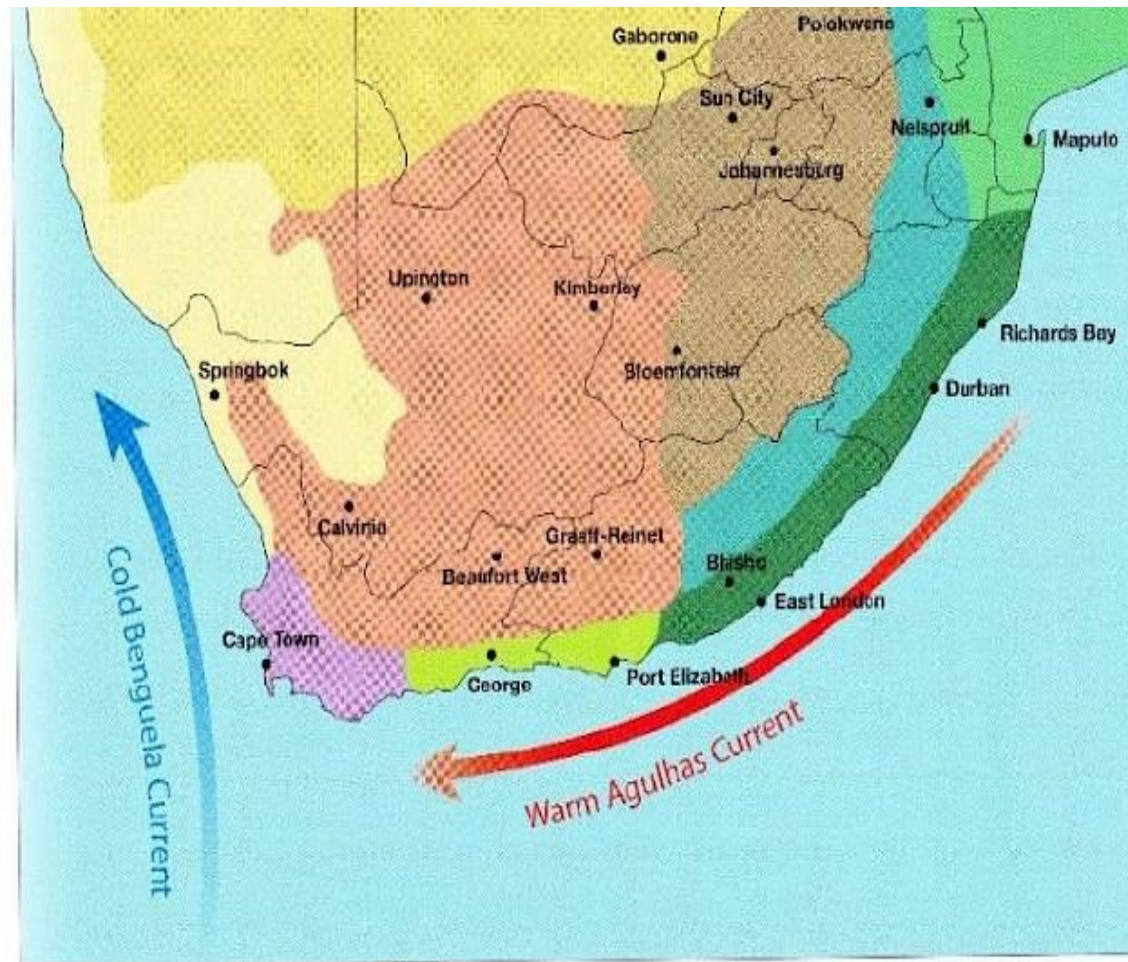 Polokwane
Gaborone
Sun City
Nelspruit
Maputo
Johannesburg
Upington
Kimberley
Richards Bay
Springbok
Bloemfontein
Durban
Calvinia
Graaff-Reinet
Beaufort West
Bhisho
East London
Cape Town
George
Port Elizabeth
Cold Benguela Current
Warm Agulhas Current